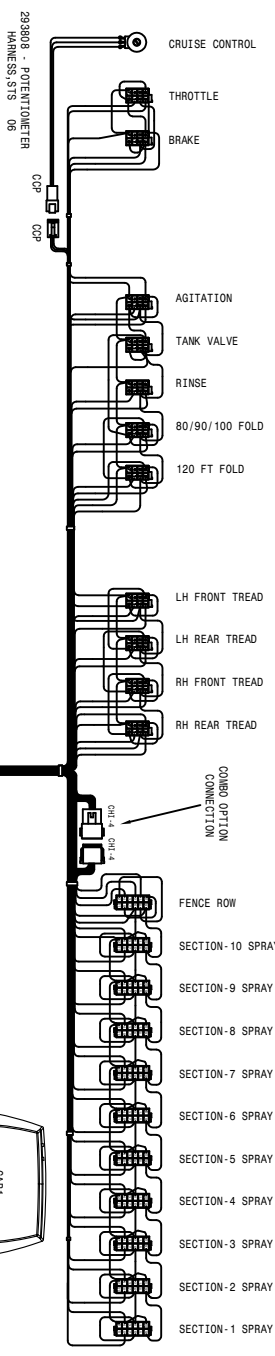 CRUISE CONTROL
THROTTLE
BRAKE
293808 - POTENTIOMETER
HARNESS,STS 06
CCP
CCP
AGITATION
TANK VALVE
RINSE
80/90/100 FOLD
120 FT FOLD
LH FRONT TREAD
LH REAR TREAD
RH FRONT TREAD
RH REAR TREAD
COMBO OPTION
CONNECTION
CHI-4
CHI-4
FENCE ROW
SECTION-10 SPRAY
SECTION-9 SPRAY
SECTION-8 SPRAY
SECTION-7 SPRAY
SECTION-6 SPRAY
SECTION-5 SPRAY
SECTION-4 SPRAY
SECTION-3 SPRAY
SECTION-2 SPRAY
SECTION-1 SPRAY